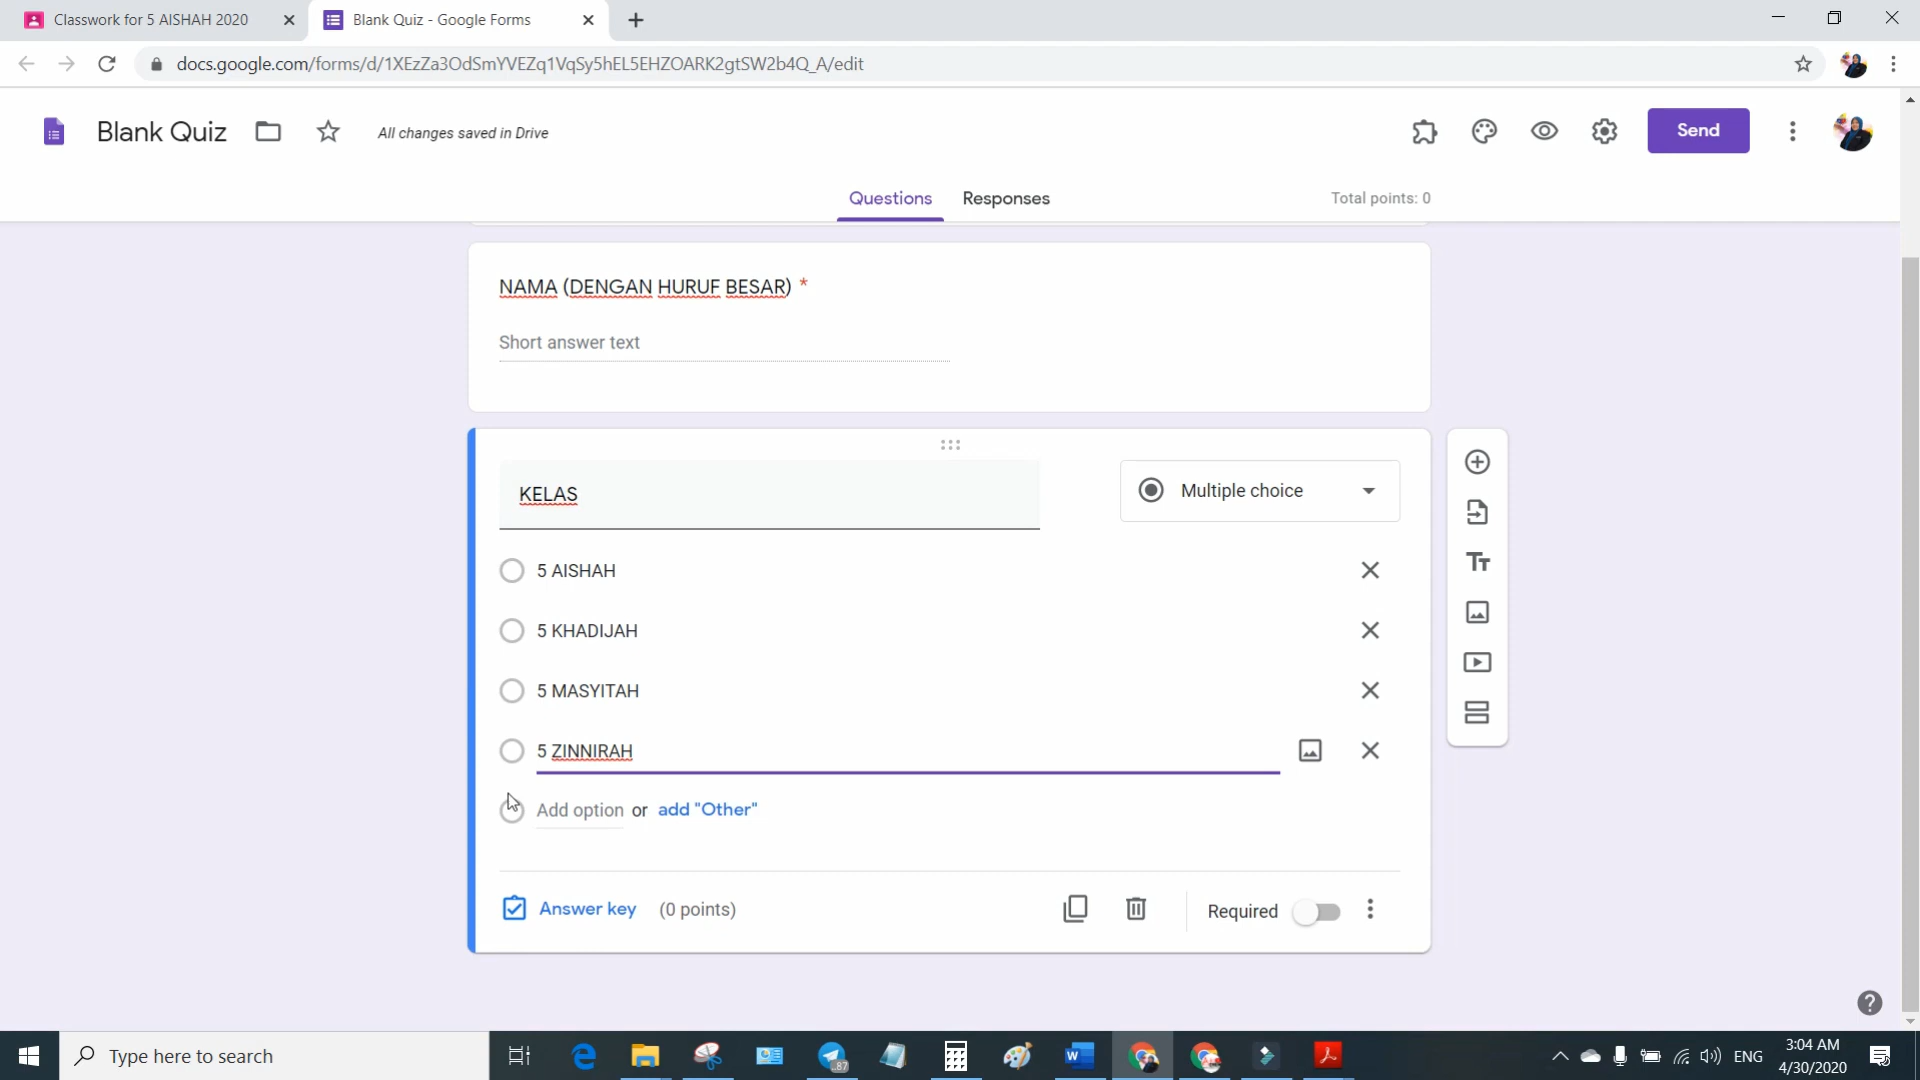 Classwork for 5 AISHAH 2020
Blank Quiz - Google Forms
docs.google.com/forms/d/1XEzZa3OdSmYVEZq1VqSy5hEL5EHZOARK2gtSW2b4Q_A/edit
Blank Quiz
All changes saved in Drive
Send
Questions
Responses
Total points: 0
NAMA (DENGAN HURUF BESAR) *
Short answer text
KELAS
Multiple choice
5 AISHAH
5 KHADIJAH
5 MASYITAH
5 ZINNIRAH
Add option or add "Other"
Answer key (0 points)
Required
Type here to search
87
ENG
3:04 AM
4/30/2020